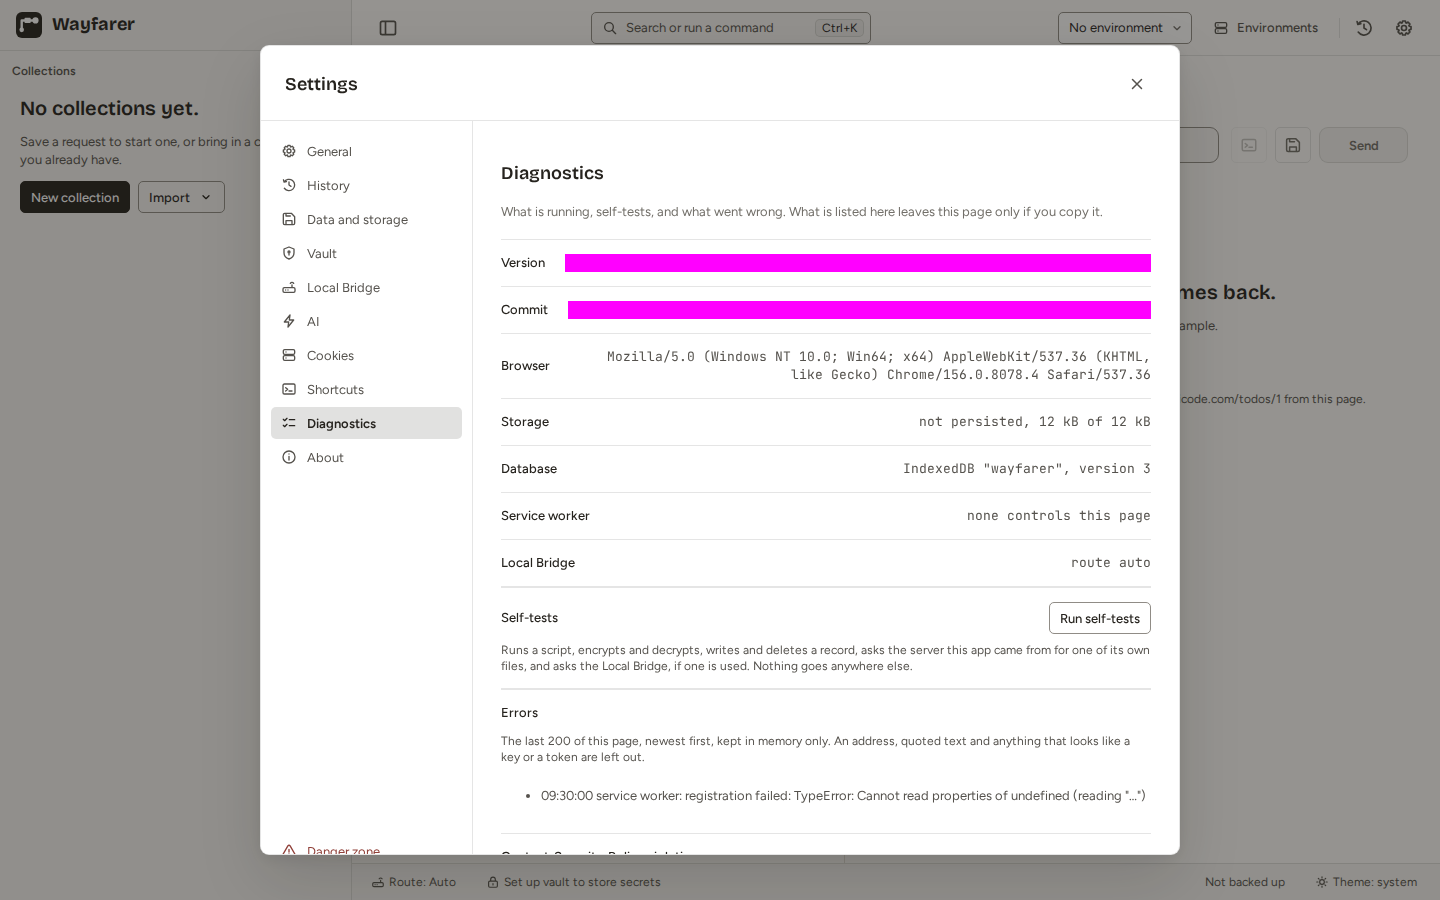 Wayfarer
Search or run a command
Ctrl+K
No environment
Environments
Collections
No collections yet.
Save a request to start one, or bring in a c
you already have.
New collection
Import
Send
mes back.
ample.
code.com/todos/1 from this page.
Settings
General
History
Data and storage
Vault
Local Bridge
AI
Cookies
Shortcuts
Diagnostics
About
Danger zone
Diagnostics
What is running, self-tests, and what went wrong. What is listed here leaves this page only if you copy it.
Version
Commit
Browser
Mozilla/5.0 (Windows NT 10.0; Win64; x64) AppleWebKit/537.36 (KHTML,
like Gecko) Chrome/156.0.8078.4 Safari/537.36
Storage
not persisted, 12 kB of 12 kB
Database
IndexedDB "wayfarer", version 3
Service worker
none controls this page
Local Bridge
route auto
Self-tests
Run self-tests
Runs a script, encrypts and decrypts, writes and deletes a record, asks the server this app came from for one of its own
files, and asks the Local Bridge, if one is used. Nothing goes anywhere else.
Errors
The last 200 of this page, newest first, kept in memory only. An address, quoted text and anything that looks like a
key or a token are left out.
• 09:30:00 service worker: registration failed: TypeError: Cannot read properties of undefined (reading "…")
Route: Auto
Set up vault to store secrets
Not backed up
Theme: system